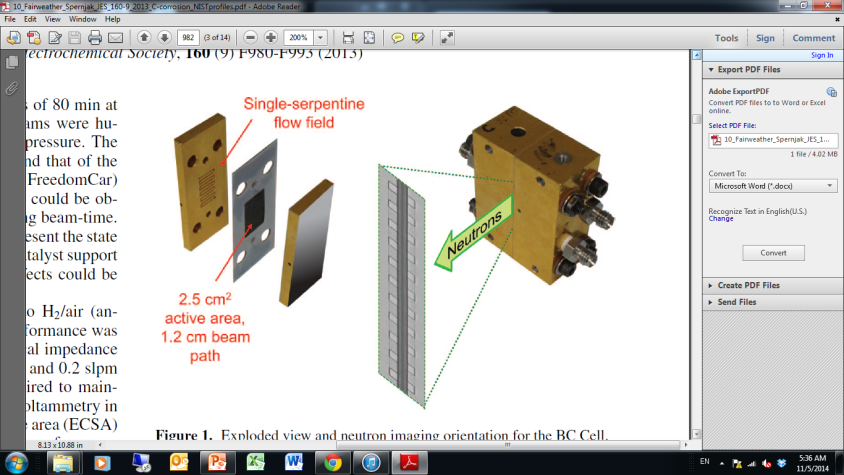 10_Fairweather_Spernjak_JES_160-9_2013_C-corrosion_NISTprofiles.pdf - Adobe Reader
File Edit View Window Help
982 (3 of 14) 200% Tools Sign Comment
ectrochemical Society, 160 (9) F980-F993 (2013)
Sign In
Export PDF Files
Adobe ExportPDF
Convert PDF files to to Word or Excel
online.
Select PDF File:
10_Fairweather_Spernjak_JES_1...
1 file / 4.02 MB
Convert To:
Microsoft Word (*.docx)
Recognize Text in English(U.S.)
Change
Convert
Create PDF Files
Send Files
s of 80 min at
ams were hu-
pressure. The
nd that of the
FreedomCar)
could be ob-
ng beam-time.
resent the state
atalyst support
fects could be
o H2/air (an-
formance was
al impedance
and 0.2 slpm
ired to main-
oltammetry in
area (ECSA)
Single-serpentine
flow field
2.5 cm2
active area,
1.2 cm beam
path
Neutrons
Figure 1. Exploded view and neutron imaging orientation for the BC Cell.
8.13 x 10.88 in
EN
5:36 AM
11/5/2014